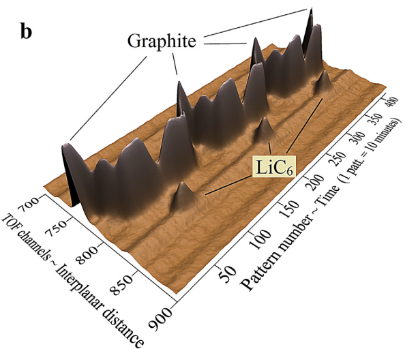 b
Graphite
LiC6
700
750
800
850
900
TOF channels ~ Interplanar distance
50
100
150
200
250
300
350
400
Pattern number ~ Time (1 patt. = 10 minutes)